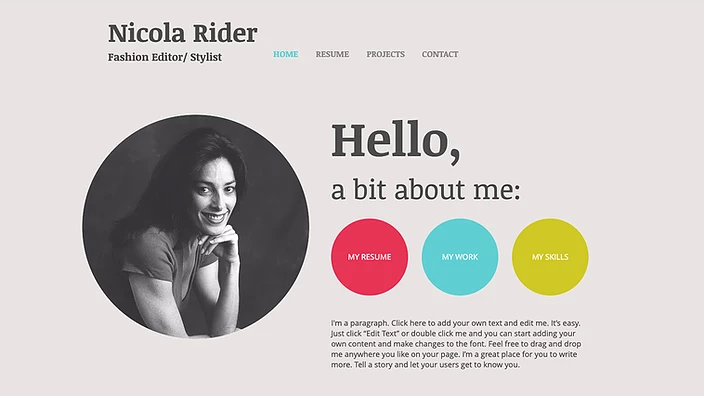 Nicola Rider
Fashion Editor/ Stylist
HOME RESUME PROJECTS CONTACT
Hello,
a bit about me:
MY RESUME MY WORK MY SKILLS
I'm a paragraph. Click here to add your own text and edit me. It's easy.
Just click “Edit Text” or double click me and you can start adding your
own content and make changes to the font. Feel free to drag and drop
me anywhere you like on your page. I’m a great place for you to write
more. Tell a story and let your users get to know you.